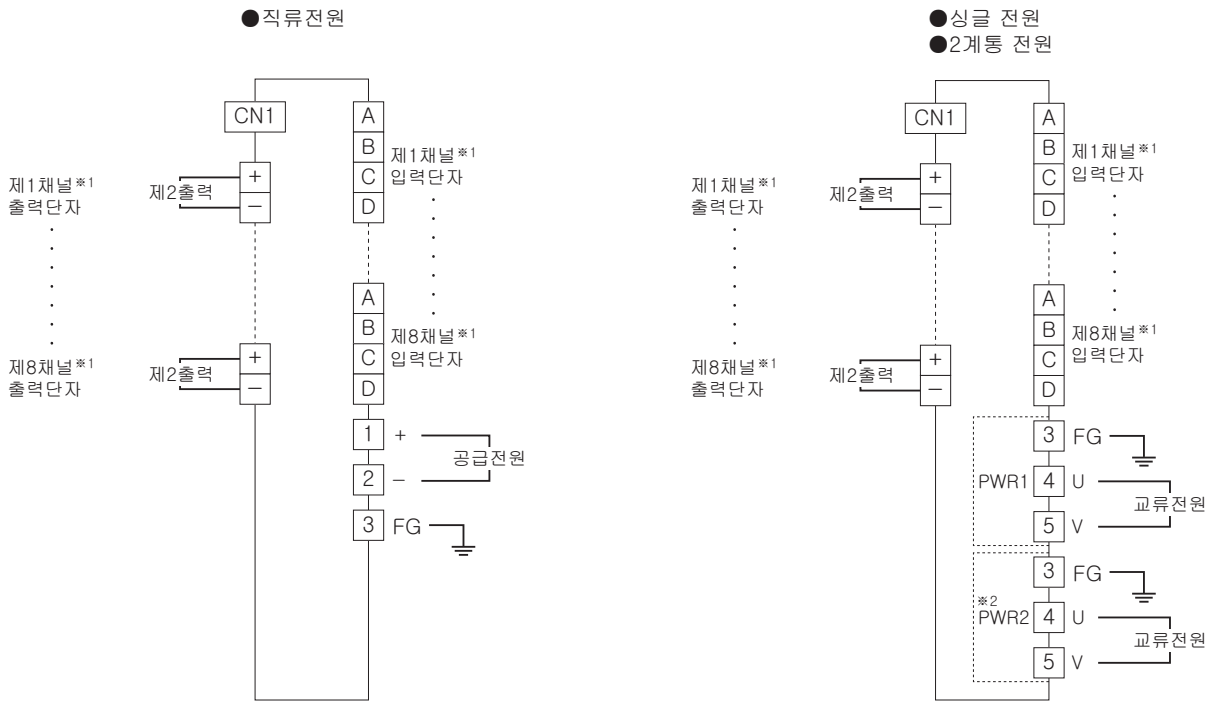 ●직류전원
CN1
A
B
C
D
제1채널※1
입력단자
+
−
제2출력
제1채널※1
출력단자
A
B
C
D
제8채널※1
입력단자
+
−
제2출력
제8채널※1
출력단자
1 +
2 −
공급전원
3 FG
●싱글 전원
●2계통 전원
CN1
A
B
C
D
제1채널※1
입력단자
+
−
제2출력
제1채널※1
출력단자
A
B
C
D
제8채널※1
입력단자
+
−
제2출력
제8채널※1
출력단자
3 FG
PWR1 4 U
교류전원
5 V
3 FG
※2
PWR2 4 U
교류전원
5 V